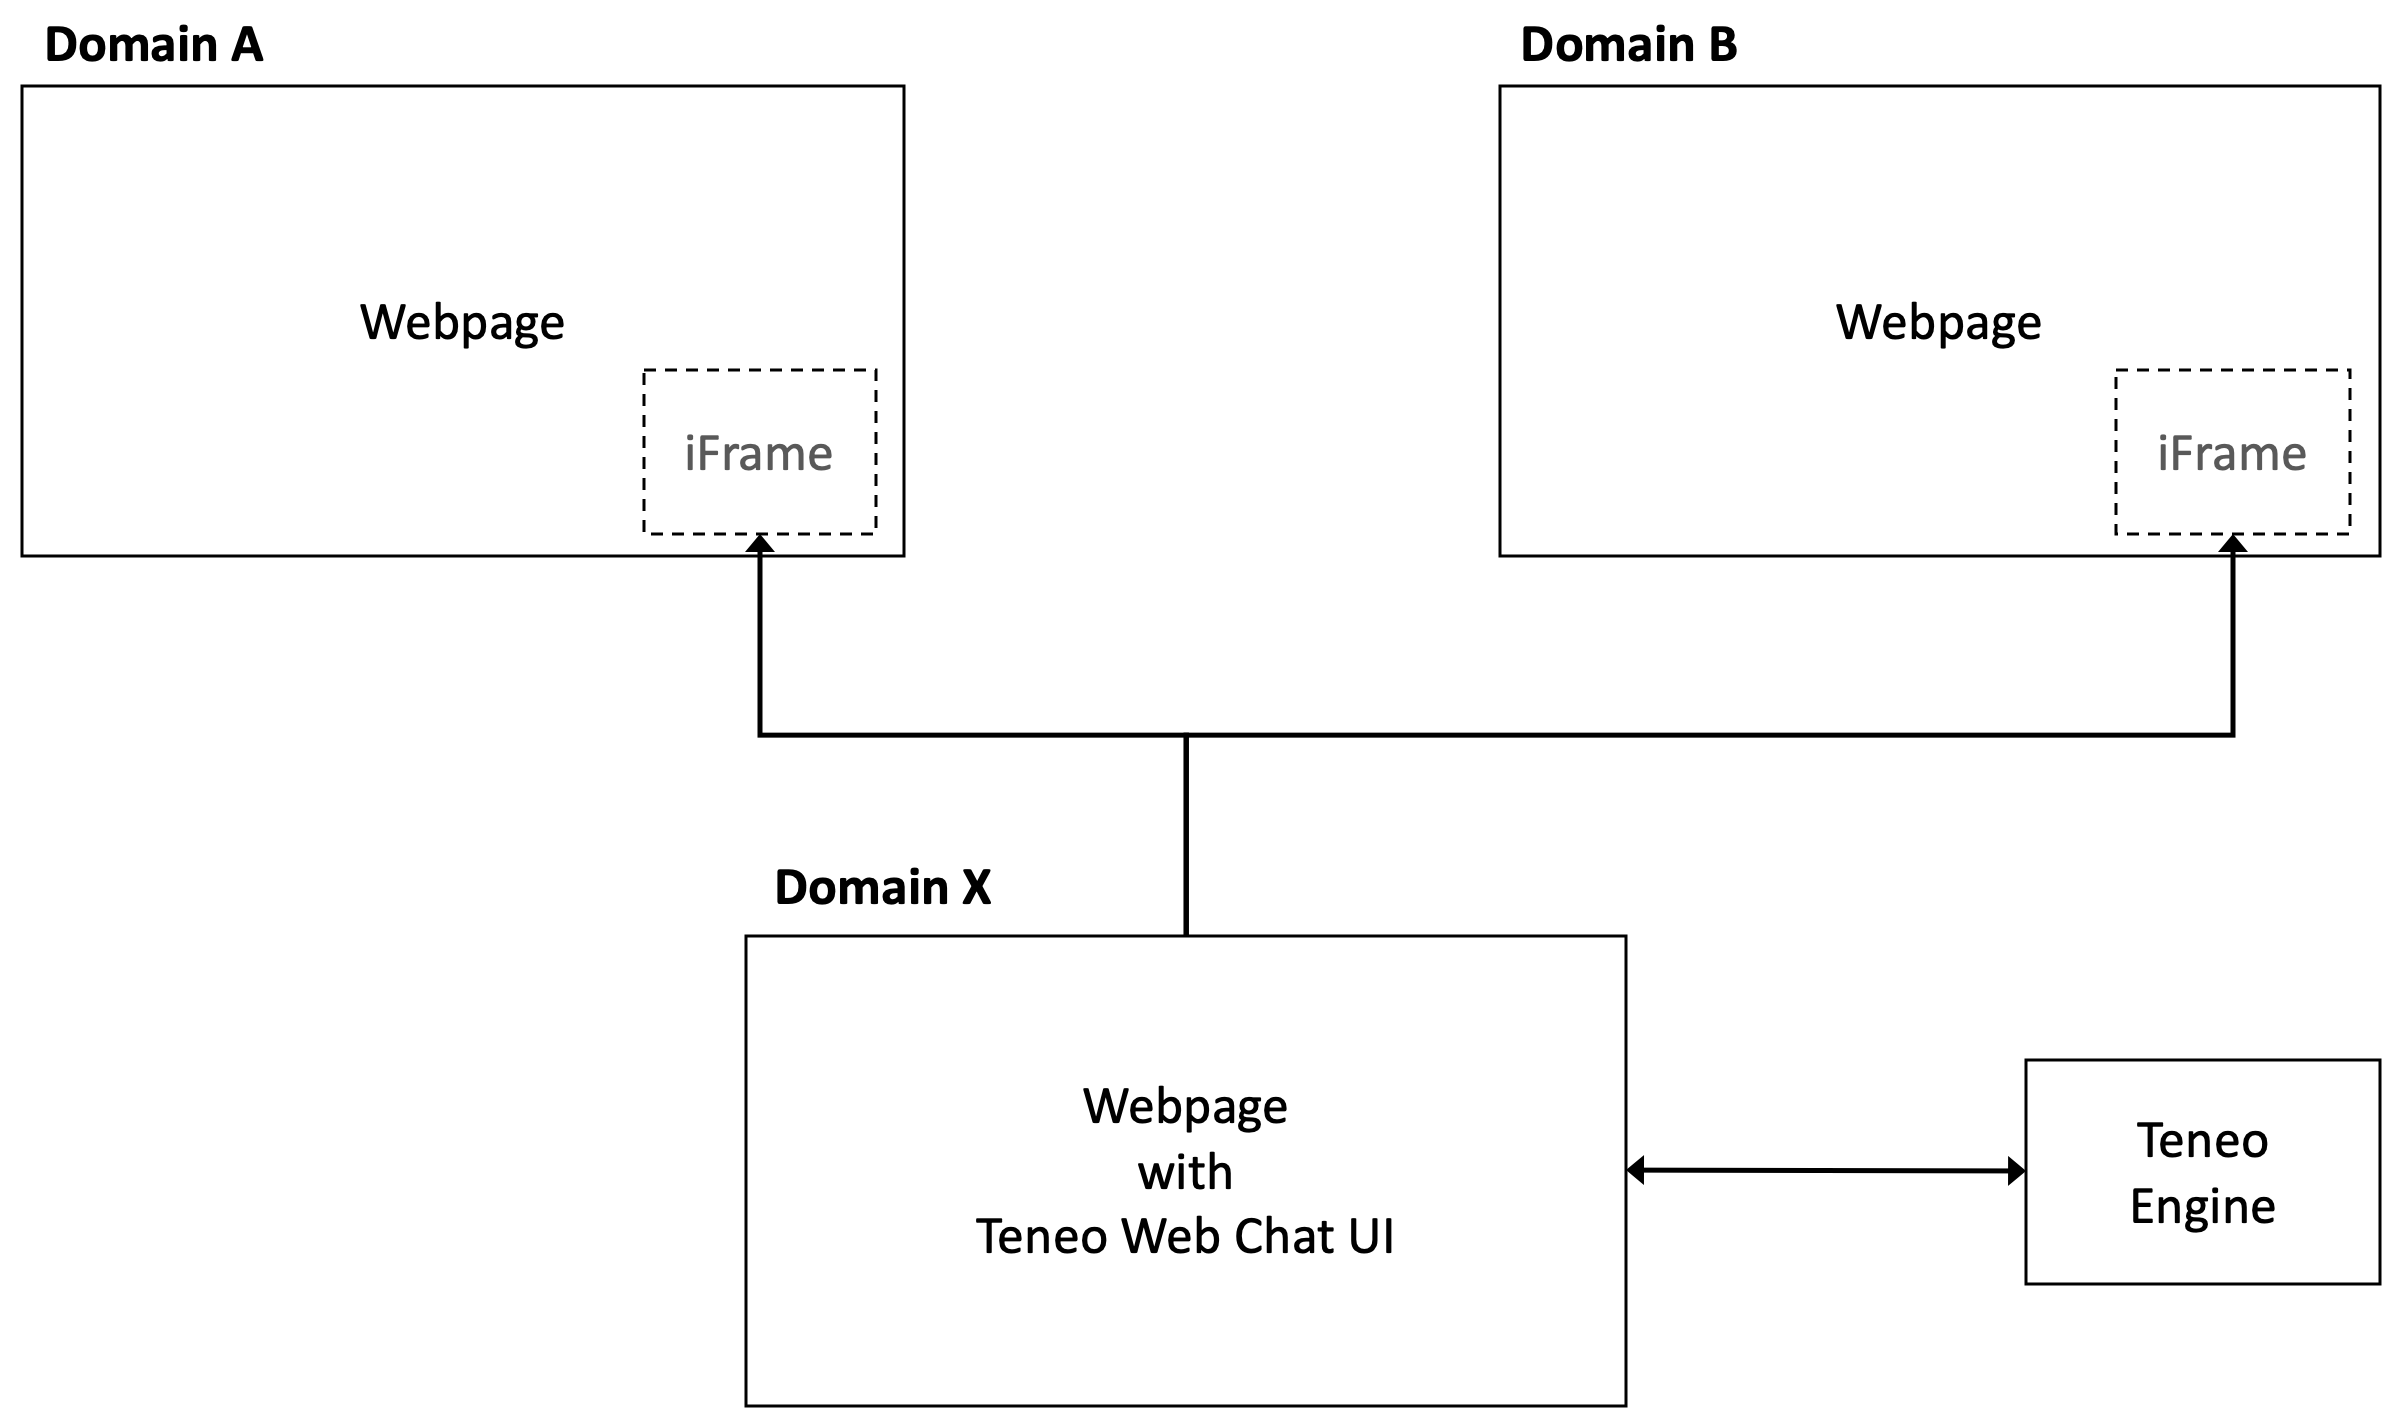 Domain A
Domain B
Webpage
Webpage
iFrame
iFrame
Domain X
Webpage
with
Teneo Web Chat UI
Teneo
Engine